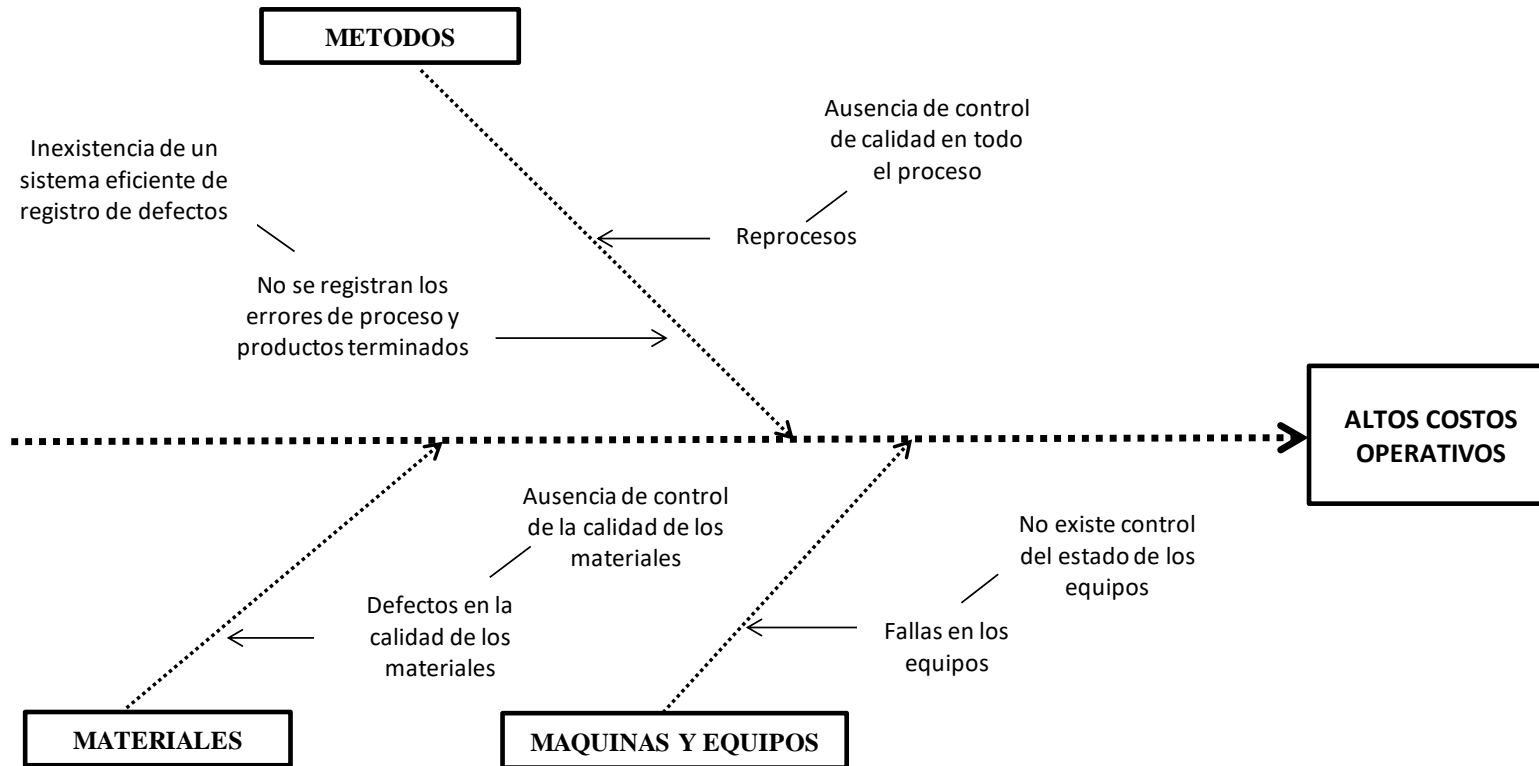 METODOS
Ausencia de control
de calidad en todo
el proceso
Inexistencia de un
sistema eficiente de
registro de defectos
Reprocesos
No se registran los
errores de proceso y
productos terminados
ALTOS COSTOS
OPERATIVOS
Ausencia de control
de la calidad de los
materiales
No existe control
del estado de los
equipos
Defectos en la
calidad de los
materiales
Fallas en los
equipos
MATERIALES
MAQUINAS Y EQUIPOS